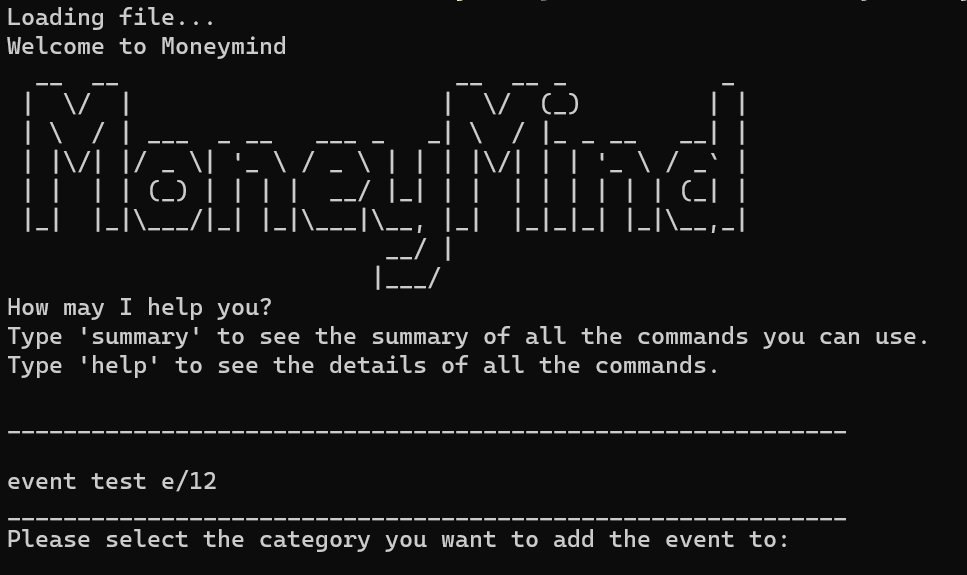 Loading file...
Welcome to Moneymind
MoneyMind
How may I help you?
Type 'summary' to see the summary of all the commands you can use.
Type 'help' to see the details of all the commands.
event test e/12
Please select the category you want to add the event to: